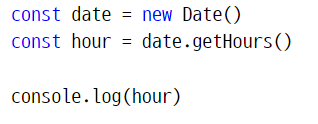 const date = new Date()
const hour = date.getHours()

console.log(hour)